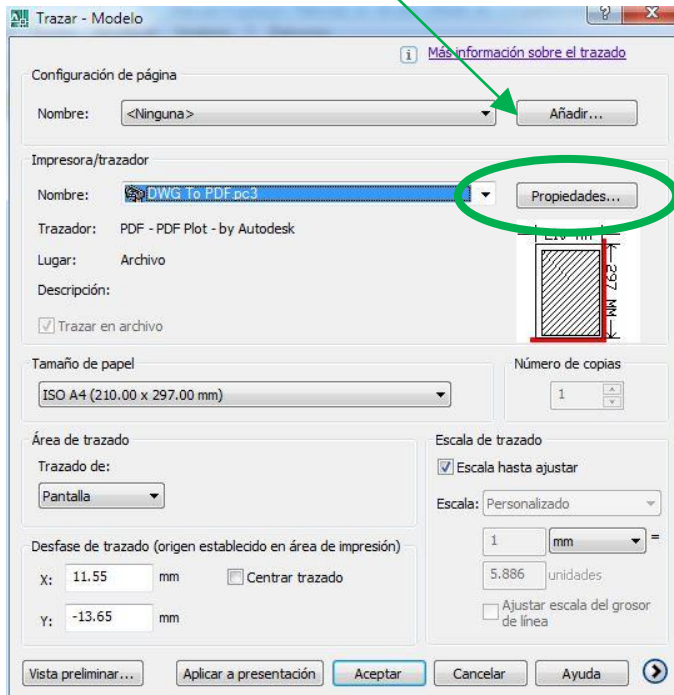 Trazar - Modelo
Más información sobre el trazado
Configuración de página
Nombre: <Ninguna> Añadir...
Impresora/trazador
Nombre: DWG To PDF.pc3 Propiedades...
Trazador: PDF - PDF Plot - by Autodesk
Lugar: Archivo
Descripción:
Trazar en archivo
297 MM
Tamaño de papel
ISO A4 (210.00 x 297.00 mm)
Número de copias
1
Área de trazado
Trazado de:
Pantalla
Escala de trazado
Escala hasta ajustar
Escala: Personalizado
1 mm =
5.886 unidades
Ajustar escala del grosor
de línea
Desfase de trazado (origen establecido en área de impresión)
X: 11.55 mm Centrar trazado
Y: -13.65 mm
Vista preliminar... Aplicar a presentación Aceptar Cancelar Ayuda